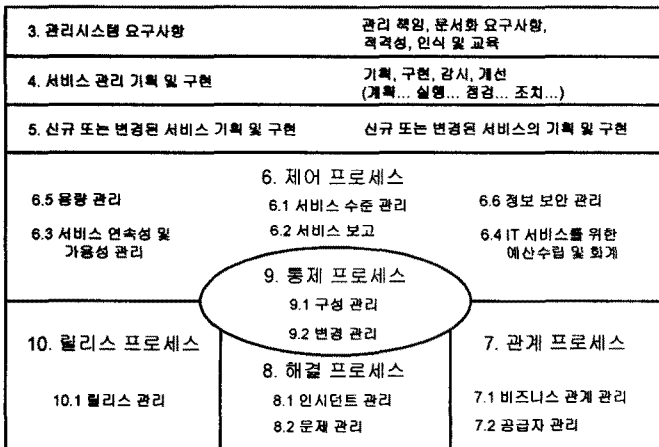 3. 관리시스템 요구사항
관리 책임, 문서화 요구사항,
적격성, 인식 및 교육
4. 서비스 관리 기획 및 구현
기획, 구현, 감시, 개선
(계획... 실행... 점검... 조치...)
5. 신규 또는 변경된 서비스 기획 및 구현
신규 또는 변경된 서비스의 기획 및 구현
6. 제어 프로세스
6.5 용량 관리
6.1 서비스 수준 관리
6.6 정보 보안 관리
6.3 서비스 연속성 및
가용성 관리
6.2 서비스 보고
6.4 IT 서비스를 위한
예산수립 및 회계
9. 통제 프로세스
9.1 구성 관리
9.2 변경 관리
10. 릴리스 프로세스
10.1 릴리스 관리
8. 해결 프로세스
8.1 인시던트 관리
8.2 문제 관리
7. 관계 프로세스
7.1 비즈니스 관계 관리
7.2 공급자 관리